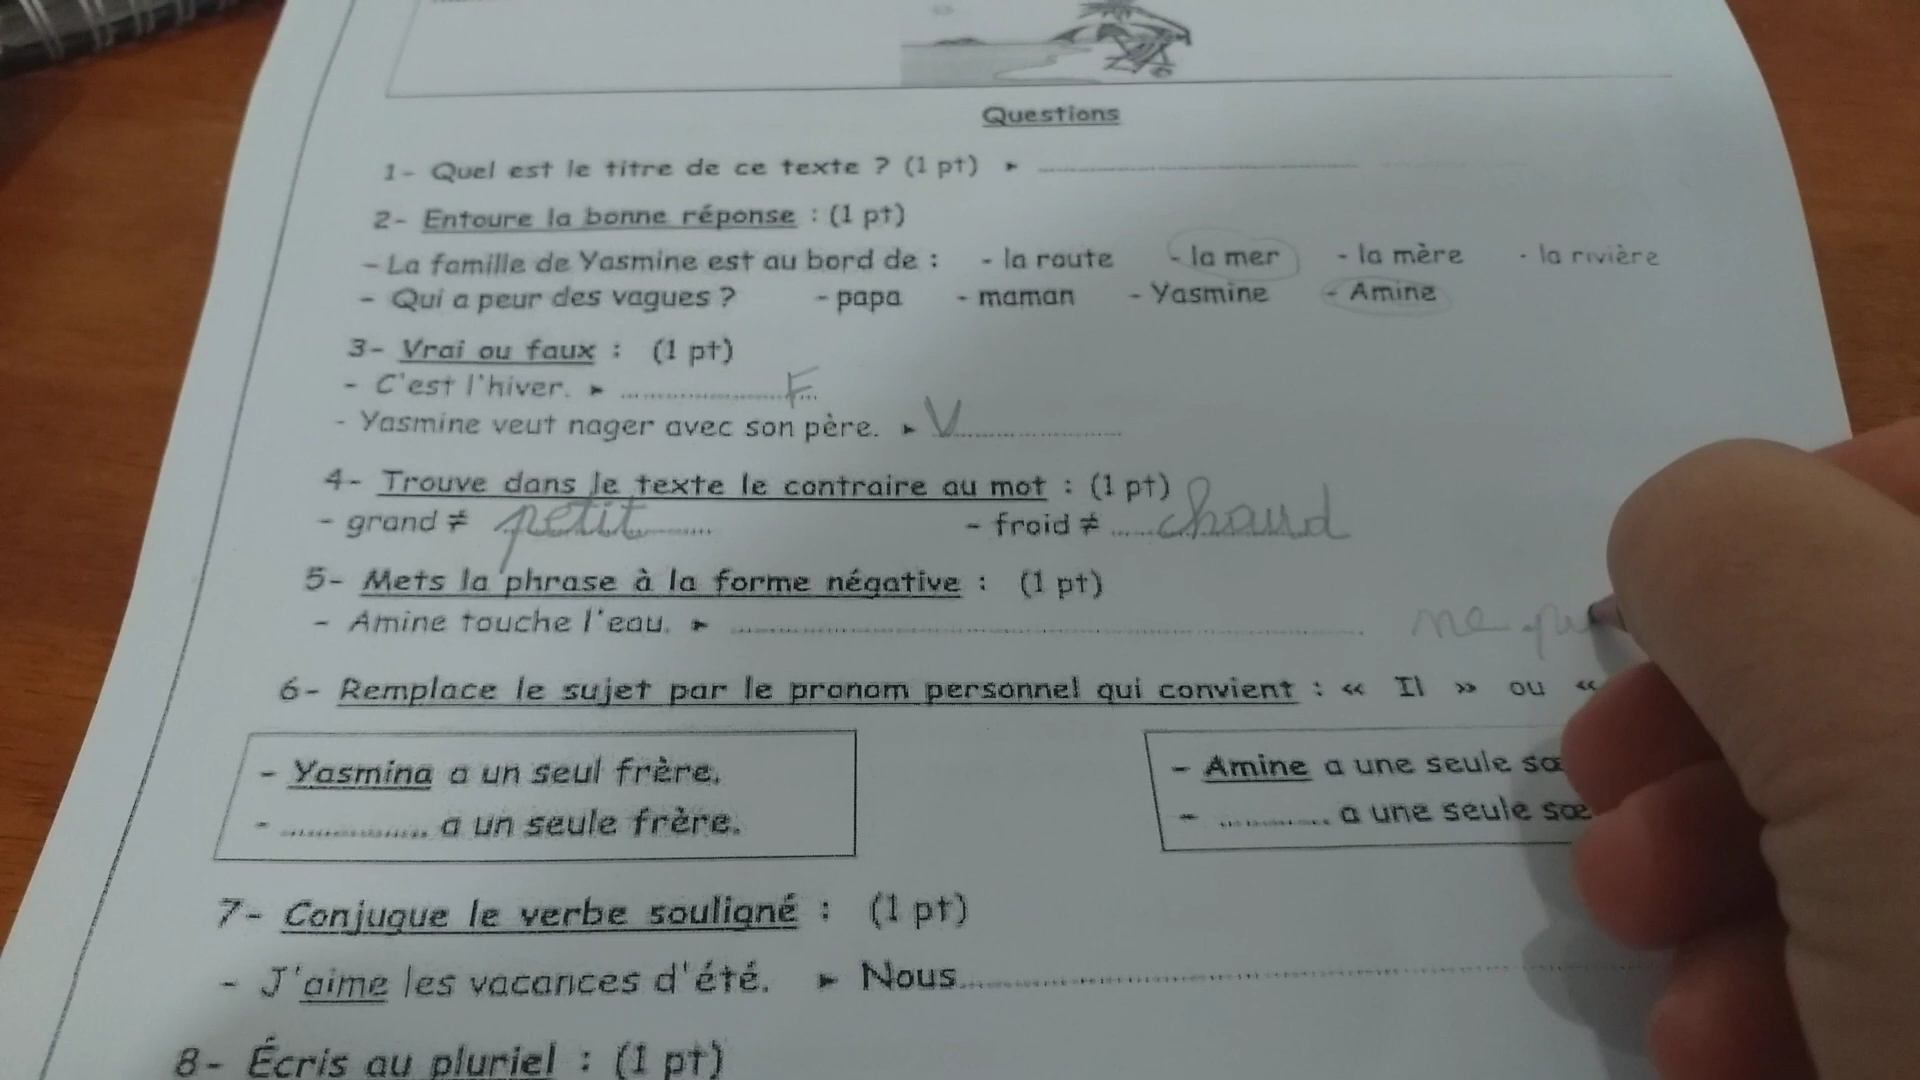 Questions
1- Quel est le titre de ce texte ? (1 pt) ► ........................
2- Entoure la bonne réponse : (1 pt)
- La famille de Yasmine est au bord de : - la route - la mer - la mère - la rivière
- Qui a peur des vagues ? - papa - maman - Yasmine - Amine
3- Vrai ou faux : (1 pt)
- C'est l'hiver. ► ............ F
- Yasmine veut nager avec son père. ► V ............
4- Trouve dans le texte le contraire au mot : (1 pt)
- grand ≠ petit ...... - froid ≠ ..... chaud
5- Mets la phrase à la forme négative : (1 pt)
- Amine touche l'eau. ► ........................ ne
6- Remplace le sujet par le pronom personnel qui convient : « Il » ou «
- Yasmina a un seul frère. - Amine a une seule sœ
- ............... a un seule frère. - ............ a une seule sœ
7- Conjugue le verbe souligné : (1 pt)
- J'aime les vacances d'été. ► Nous........................
8- Écris au pluriel : (1 pt)